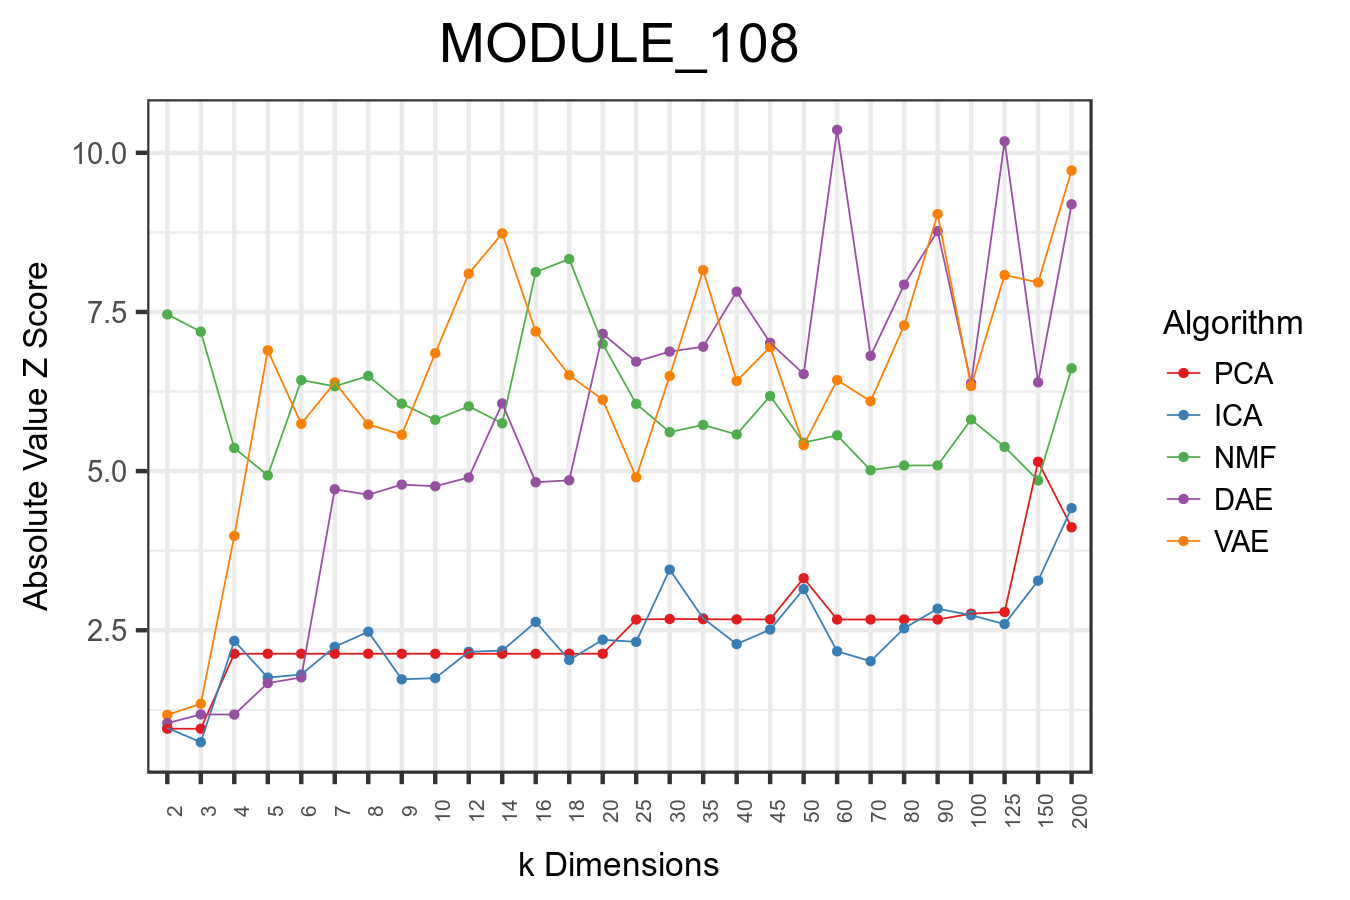 MODULE_108
Absolute Value Z Score
10.0
7.5
5.0
2.5
2 3 4 5 6 7 8 9 10 12 14 16 18 20 25 30 35 40 45 50 60 70 80 90 100 125 150 200
k Dimensions
Algorithm
PCA
ICA
NMF
DAE
VAE